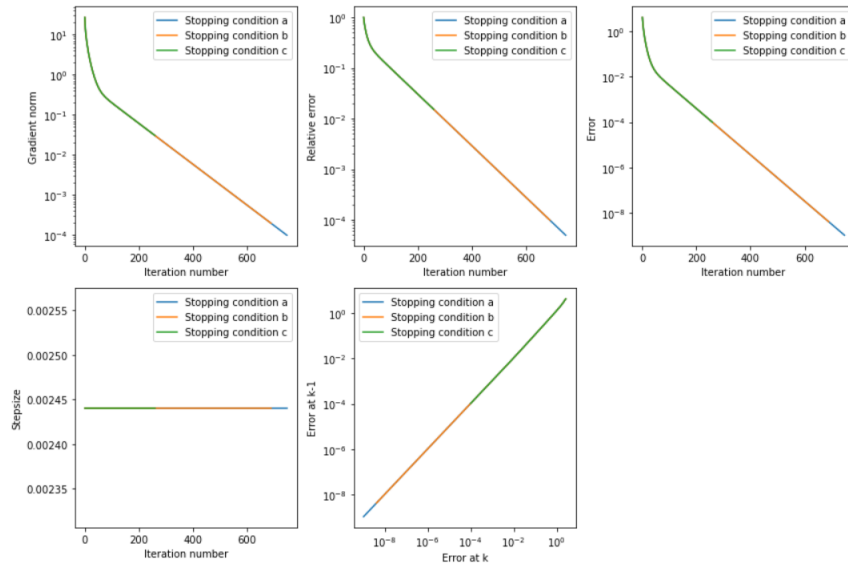 Gradient norm
10^1
10^0
10^-1
10^-2
10^-3
10^-4
Stopping condition a
Stopping condition b
Stopping condition c
0 200 400 600
Iteration number
Relative error
10^0
10^-1
10^-2
10^-3
10^-4
Stopping condition a
Stopping condition b
Stopping condition c
0 200 400 600
Iteration number
Error
10^0
10^-2
10^-4
10^-6
10^-8
Stopping condition a
Stopping condition b
Stopping condition c
0 200 400 600
Iteration number
Stepsize
0.00255
0.00250
0.00245
0.00240
0.00235
Stopping condition a
Stopping condition b
Stopping condition c
0 200 400 600
Iteration number
Error at k-1
10^0
10^-2
10^-4
10^-6
10^-8
Stopping condition a
Stopping condition b
Stopping condition c
10^-8 10^-6 10^-4 10^-2 10^0
Error at k